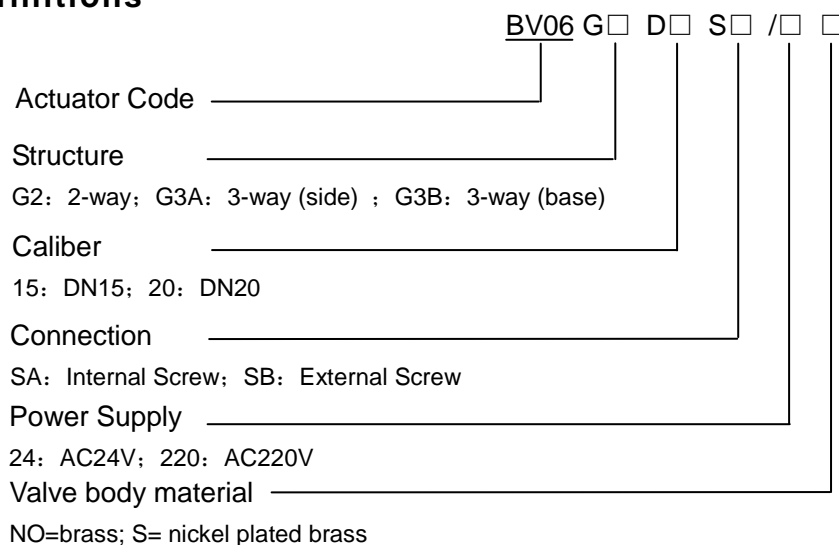 BV06 G□ D□ S□ /□ □
Actuator Code
Structure
G2：2-way；G3A：3-way (side) ；G3B：3-way (base)
Caliber
15：DN15；20：DN20
Connection
SA：Internal Screw；SB：External Screw
Power Supply
24：AC24V；220：AC220V
Valve body material
NO=brass; S= nickel plated brass